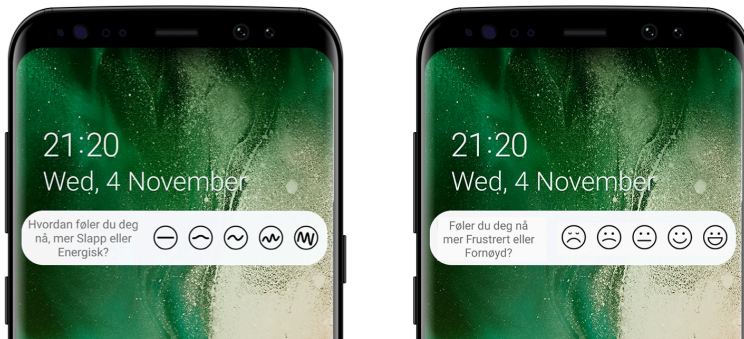 21:20
Wed, 4 November
Hvordan føler du deg
nå, mer Slapp eller
Energisk?
21:20
Wed, 4 November
Føler du deg nå
mer Frustrert eller
Fornøyd?